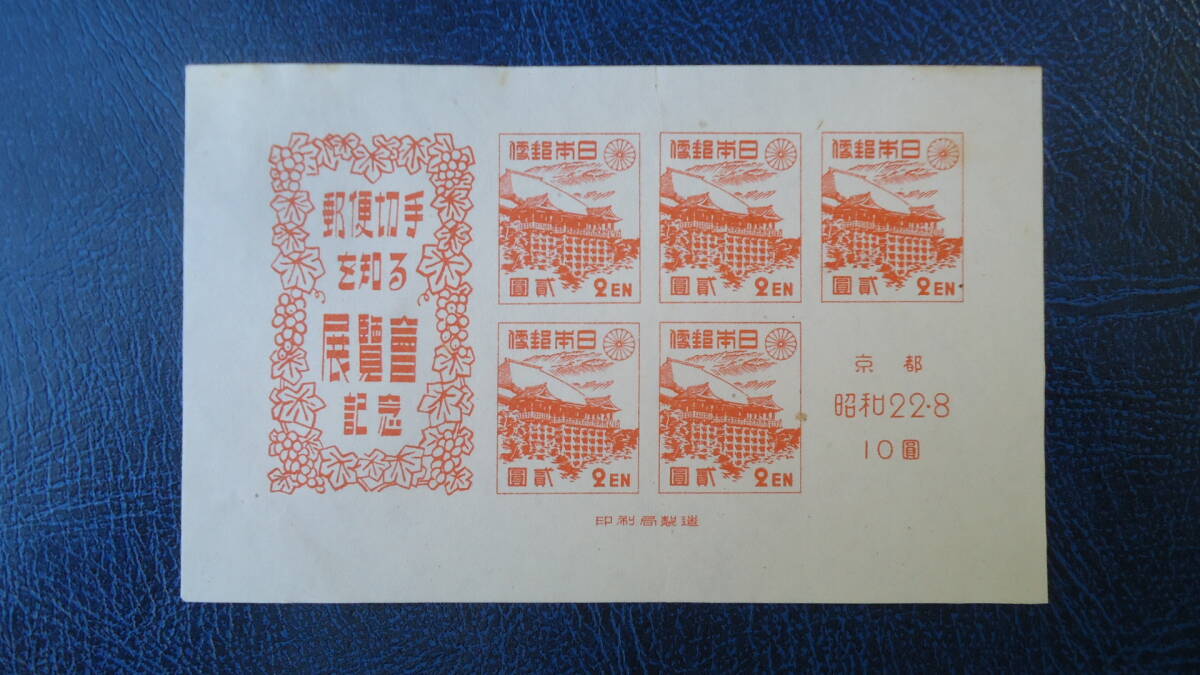 郵便切手
を知る
展覽會
記念
便郵本日
圓貳 2EN
便郵本日
圓貳 2EN
便郵本日
圓貳 2EN
便郵本日
圓貳 2EN
便郵本日
圓貳 2EN
京都
昭和22.8
10圓
印刷局製造